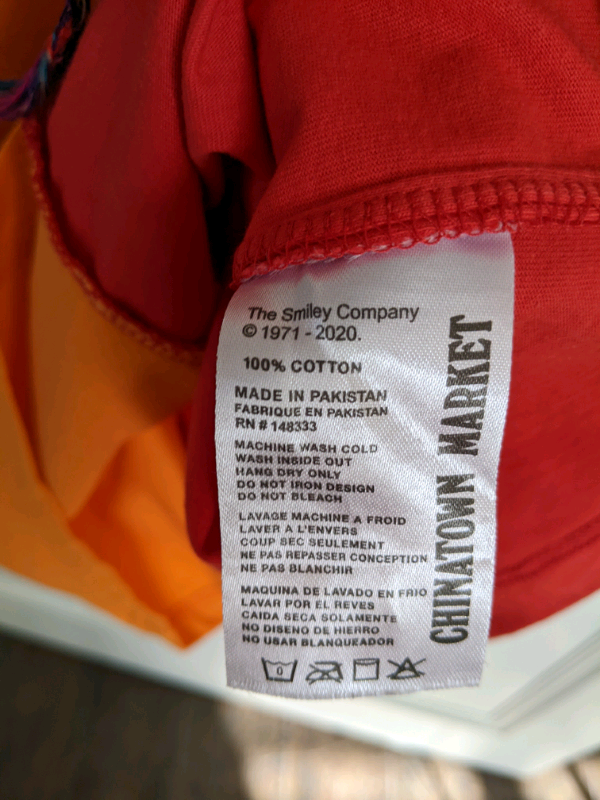 The Smiley Company
© 1971 - 2020.
100% COTTON
MADE IN PAKISTAN
FABRIQUE EN PAKISTAN
RN # 148333
MACHINE WASH COLD
WASH INSIDE OUT
HANG DRY ONLY
DO NOT IRON DESIGN
DO NOT BLEACH
LAVAGE MACHINE A FROID
LAVER A L'ENVERS
COUP SEC SEULEMENT
NE PAS REPASSER CONCEPTION
NE PAS BLANCHIR
MAQUINA DE LAVADO EN FRIO
LAVAR POR EL REVES
CAIDA SECA SOLAMENTE
NO DISENO DE HIERRO
NO USAR BLANQUEADOR
0
CHINATOWN MARKET